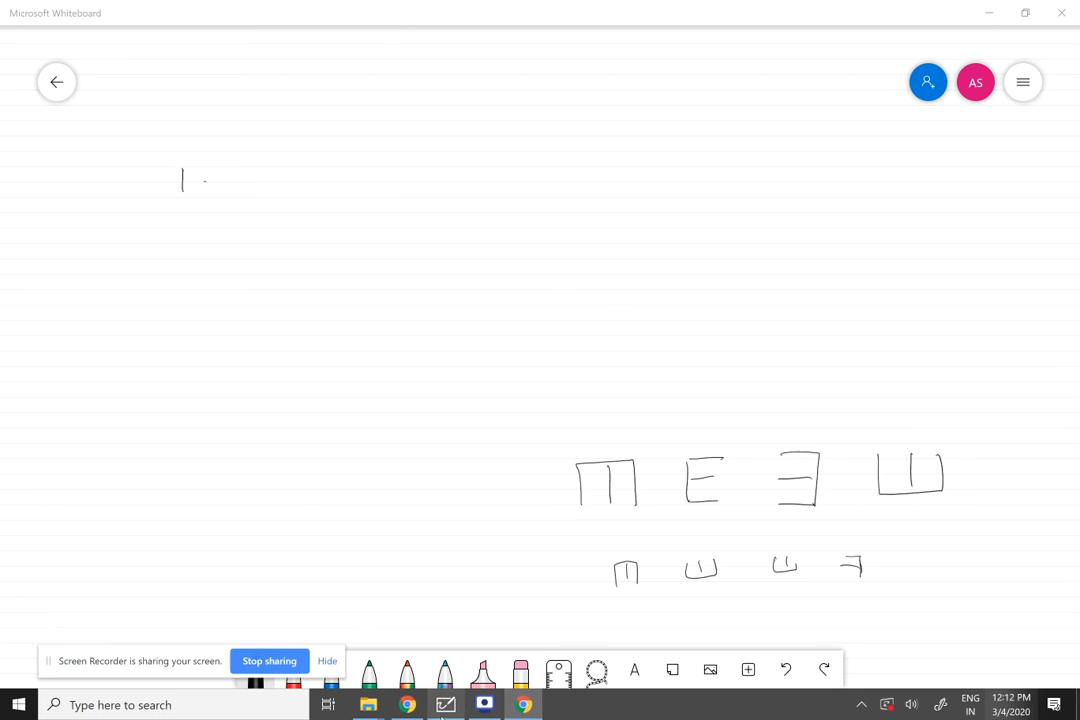 Microsoft Whiteboard
AS
1.
m E Ǝ Ш
Screen Recorder is sharing your screen.
Stop sharing
Hide
A
Type here to search
ENG
IN
12:12 PM
3/4/2020